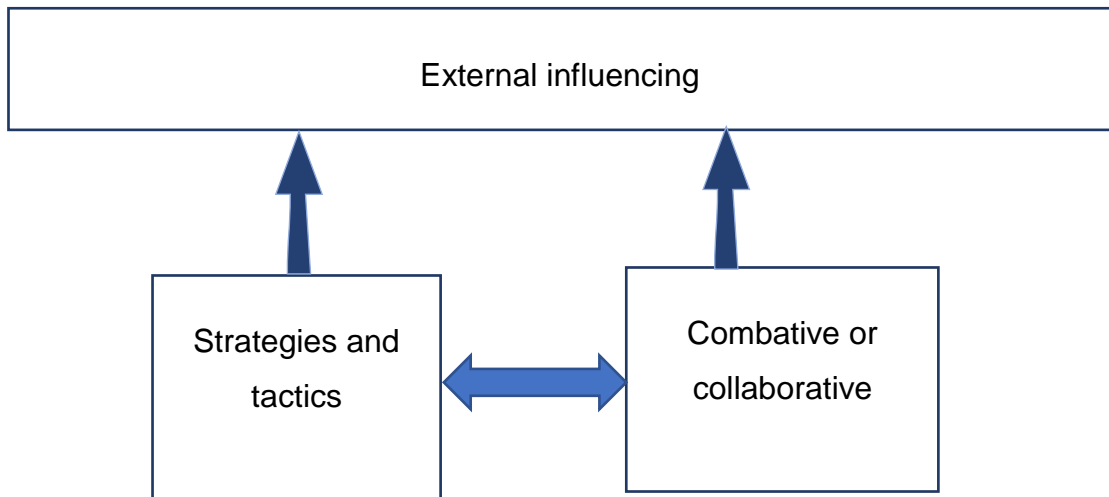 External influencing
Strategies and
tactics
Combative or
collaborative